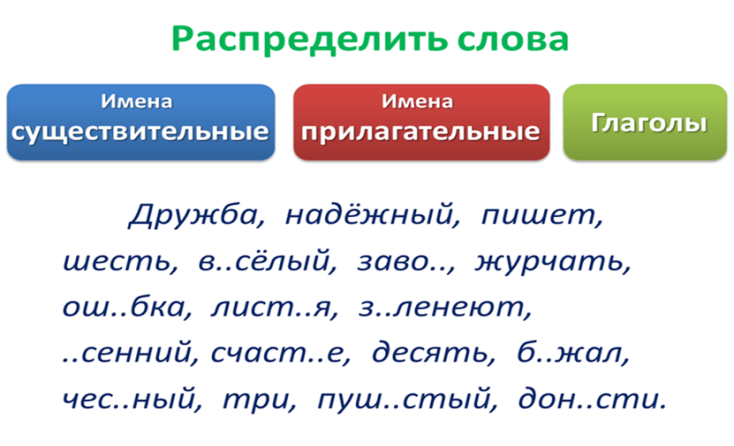 Распределить слова
Имена
существительные
Имена
прилагательные
Глаголы
Дружба, надёжный, пишет,
шесть, в..сёлый, заво.., журчать,
ош..бка, лист..я, з..ленеют,
..сенний, счаст..е, десять, б..жал,
чес..ный, три, пуш..стый, дон..сти.